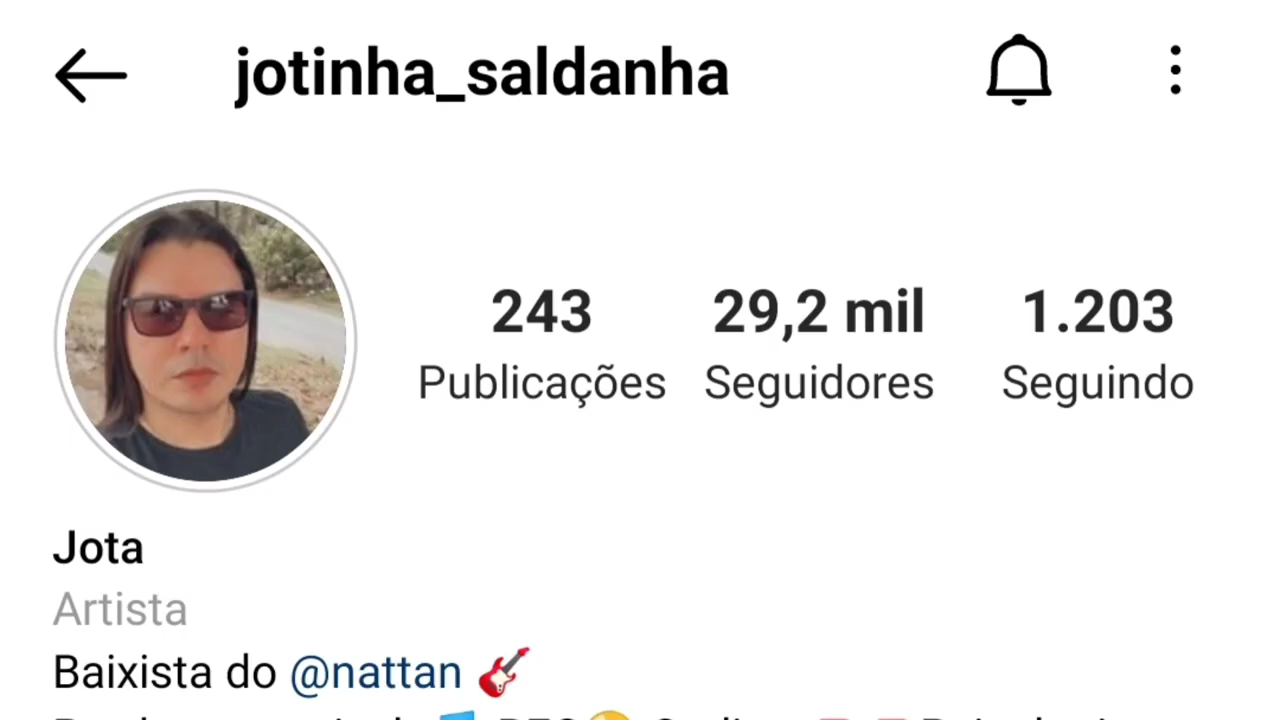 jotinha_saldanha
243 29,2 mil 1.203
Publicações Seguidores Seguindo
Jota
Artista
Baixista do @nattan 🎸